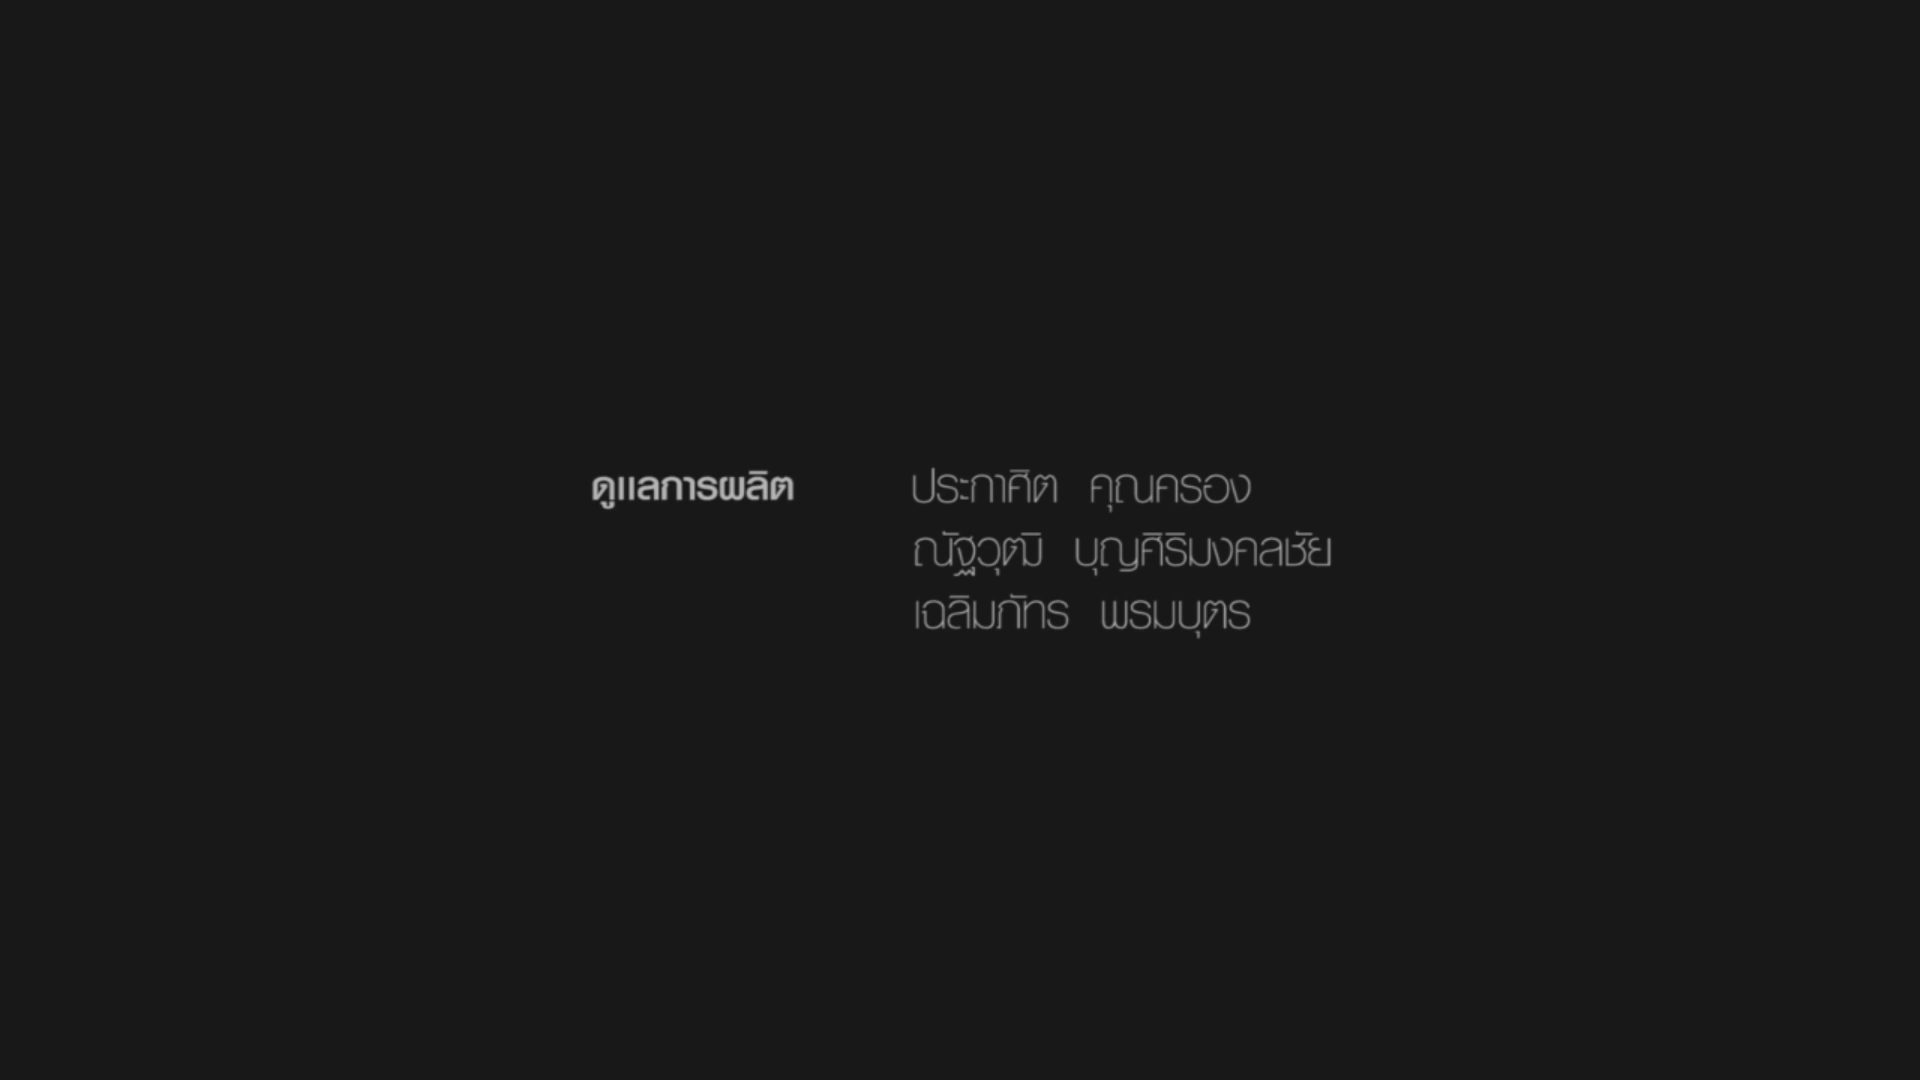 ดูแลการผลิต ประกาศิต คุณครอง
ณัฐวุฒิ บุญศิริมงคลชัย
เฉลิมภัทร พรมบุตร